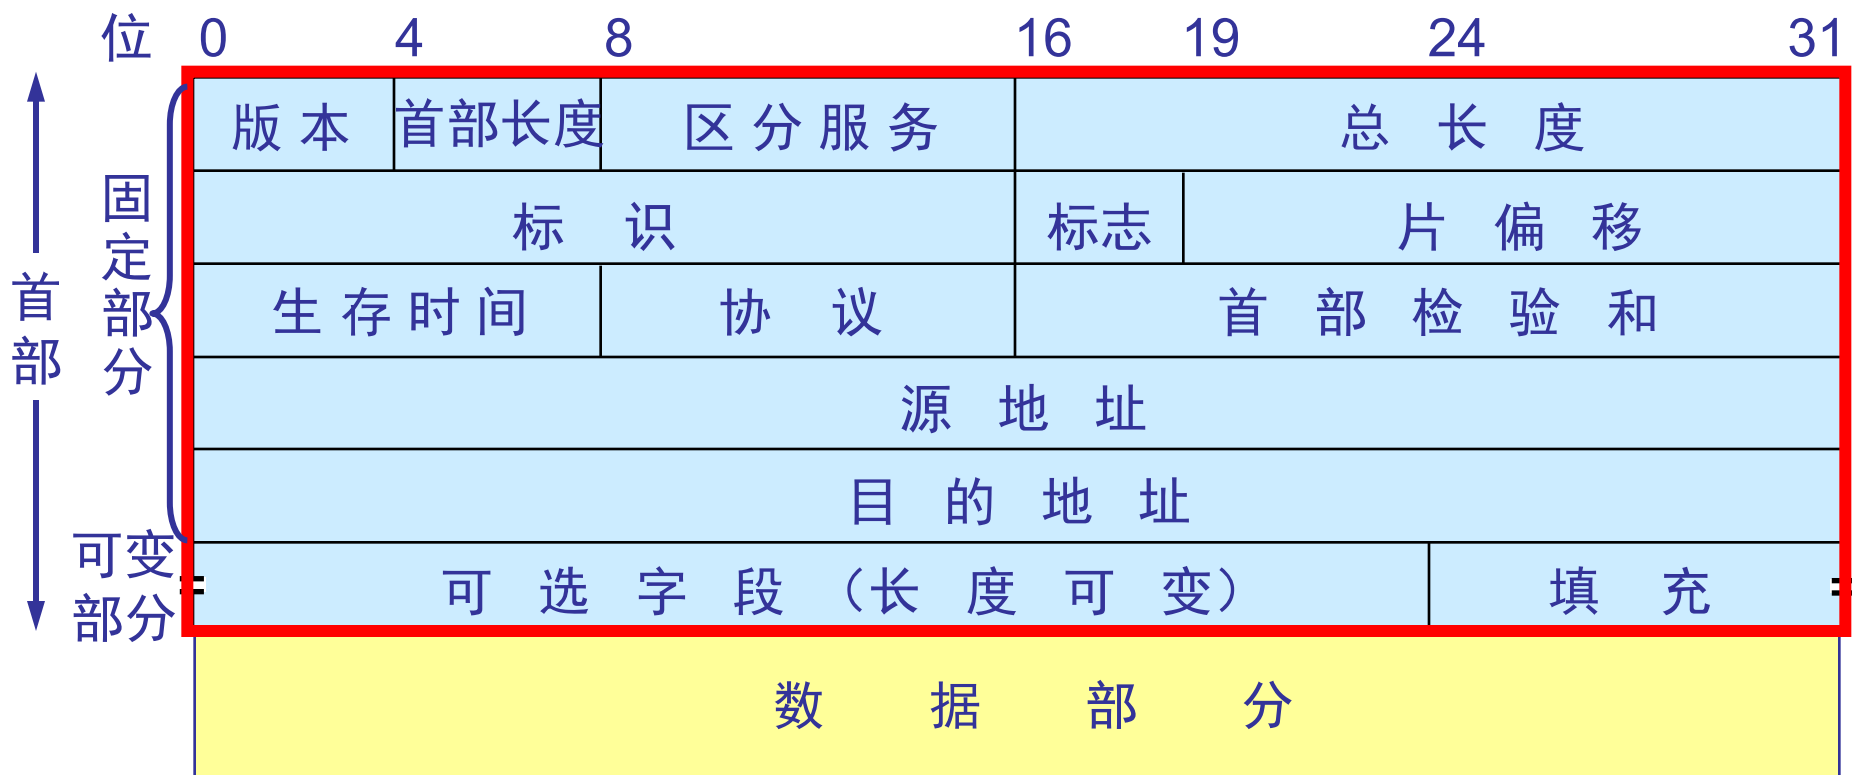 位 0 4 8 16 19 24 31
版本 首部长度 区分服务 总长度
标识 标志 片偏移
生存时间 协议 首部检验和
源地址
目的地址
可选字段（长度可变） 填充
数据部分
首部
固定部分
可变
部分